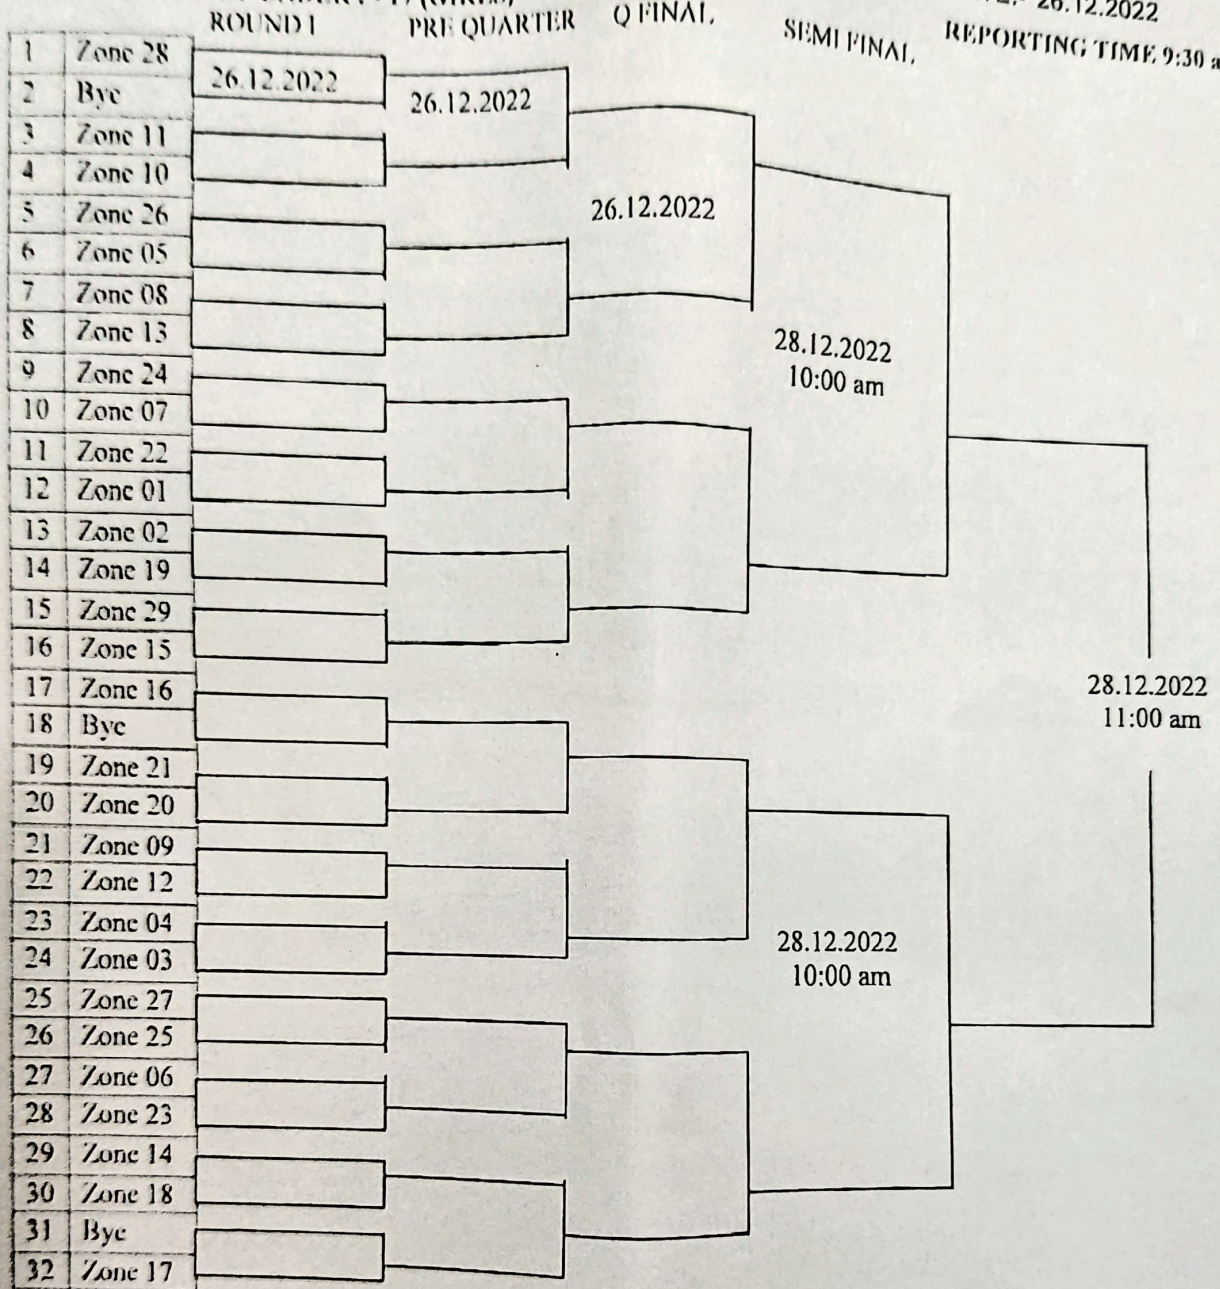 26.12.2022
ROUND I
PRE QUARTER
Q FINAL
SEMI FINAL
REPORTING TIME 9:30 a
1 Zone 28
2 Bye
3 Zone 11
4 Zone 10
5 Zone 26
6 Zone 05
7 Zone 08
8 Zone 13
9 Zone 24
10 Zone 07
11 Zone 22
12 Zone 01
13 Zone 02
14 Zone 19
15 Zone 29
16 Zone 15
17 Zone 16
18 Bye
19 Zone 21
20 Zone 20
21 Zone 09
22 Zone 12
23 Zone 04
24 Zone 03
25 Zone 27
26 Zone 25
27 Zone 06
28 Zone 23
29 Zone 14
30 Zone 18
31 Bye
32 Zone 17
26.12.2022
26.12.2022
26.12.2022
28.12.2022
10:00 am
28.12.2022
10:00 am
28.12.2022
11:00 am